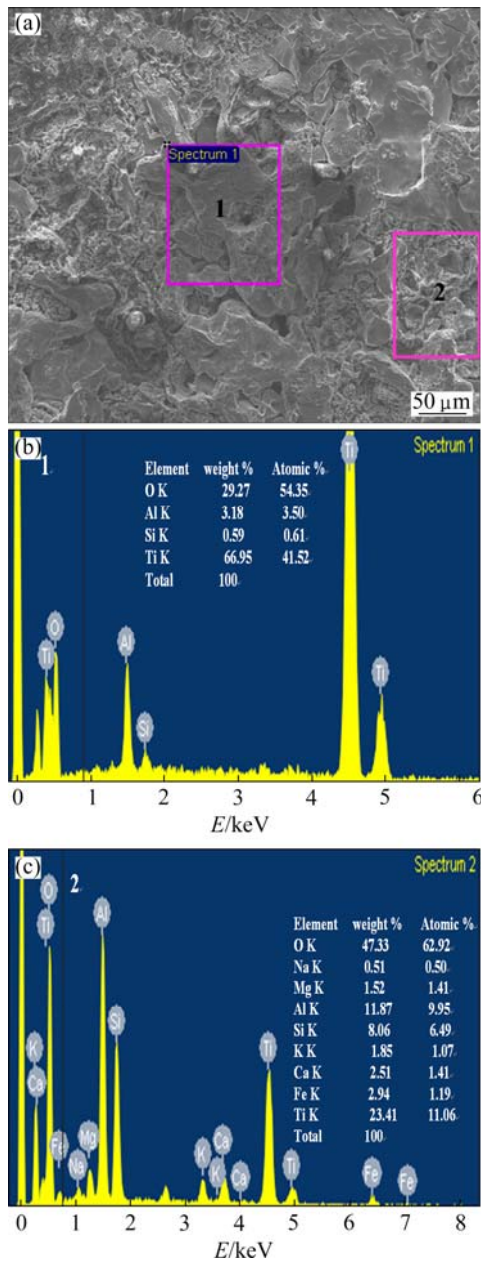 (a)
Spectrum 1
1
2
50 μm
(b)
1
Spectrum 1
Ti
Element weight % Atomic %
O K 29.27 54.35
Al K 3.18 3.50
Si K 0.59 0.61
Ti K 66.95 41.52
Total 100
O
Ti
Al
Si
Ti
0 1 2 3 4 5 6
E/keV
(c)
2
Spectrum 2
O
Ti
Al
Si
K
Ca
Fe
Na
Mg
K
K
Ca
Ca
Ti
Ti
Fe
Fe
Element weight % Atomic %
O K 47.33 62.92
Na K 0.51 0.50
Mg K 1.52 1.41
Al K 11.87 9.95
Si K 8.06 6.49
K K 1.85 1.07
Ca K 2.51 1.41
Fe K 2.94 1.19
Ti K 23.41 11.06
Total 100
0 1 2 3 4 5 6 7 8
E/keV